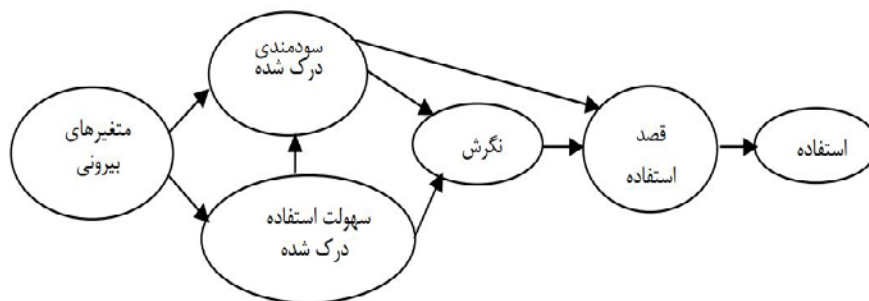 سودمندی
درک شده
متغیرهای
بیرونی
سهولت استفاده
درک شده
نگرش
قصد
استفاده
استفاده